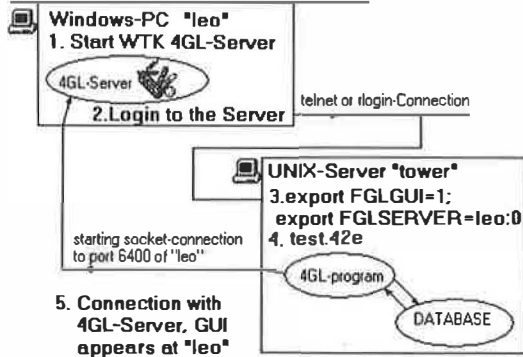 Windows-PC "leo"
1. Start WTK 4GL-Server
4GL-Server
2.Login to the Server
telnet or rlogin-Connection
UNIX-Server "tower"
3.export FGLGUI=1;
export FGLSERVER=leo:0
4. test.42e
starting socket-connection
to port 6400 of "leo"
4GL-program
DATABASE
5. Connection with
4GL-Server, GUI
appears at "leo"